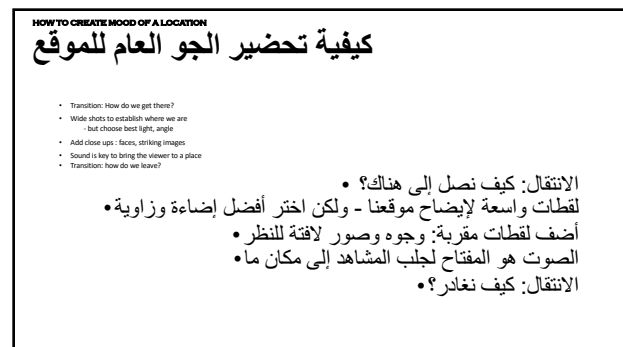 HOW TO CREATE MOOD OF A LOCATION
كيفية تحضير الجو العام للموقع
• Transition: How do we get there?
• Wide shots to establish where we are
- but choose best light, angle
• Add close ups : faces, striking images
• Sound is key to bring the viewer to a place
• Transition: how do we leave?
الانتقال: كيف نصل إلى هناك؟ •
لقطات واسعة لإيضاح موقعنا - ولكن اختر أفضل إضاءة وزاوية •
أضف لقطات مقربة: وجوه وصور لافتة للنظر •
الصوت هو المفتاح لجلب المشاهد إلى مكان ما •
الانتقال: كيف نغادر؟ •